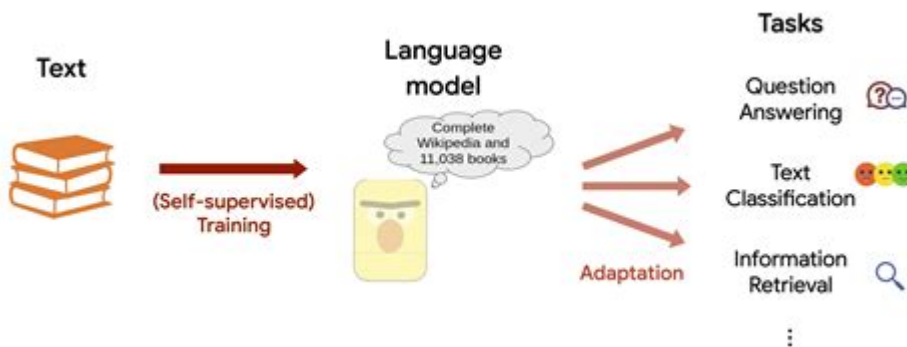 Text
(Self-supervised)
Training
Language
model
Complete
Wikipedia and
11,038 books
Adaptation
Tasks
Question
Answering
?
Text
Classification
Information
Retrieval